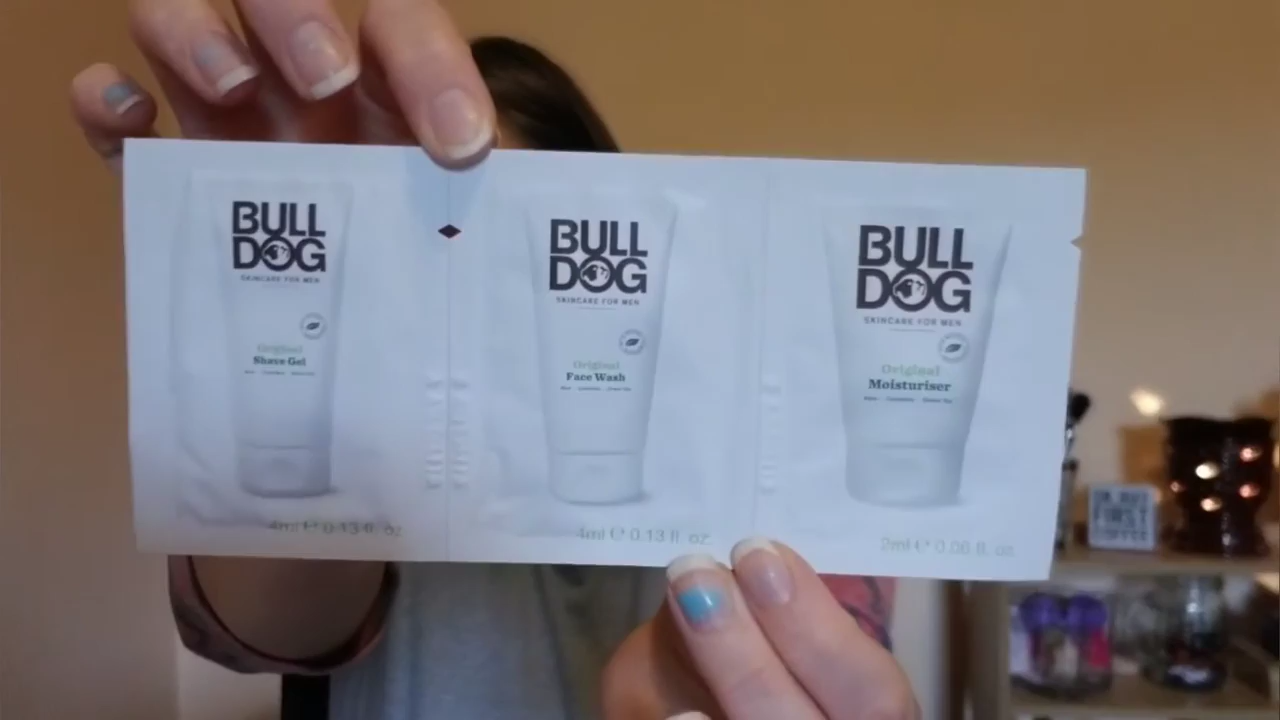 BULL
DOG
SKINCARE FOR MEN
Original
Shave Gel
4ml ℮ 0.13 fl. oz
BULL
DOG
SKINCARE FOR MEN
Original
Face Wash
4ml ℮ 0.13 fl. oz
BULL
DOG
SKINCARE FOR MEN
Original
Moisturiser
2ml ℮ 0.06 fl. oz
FIRST